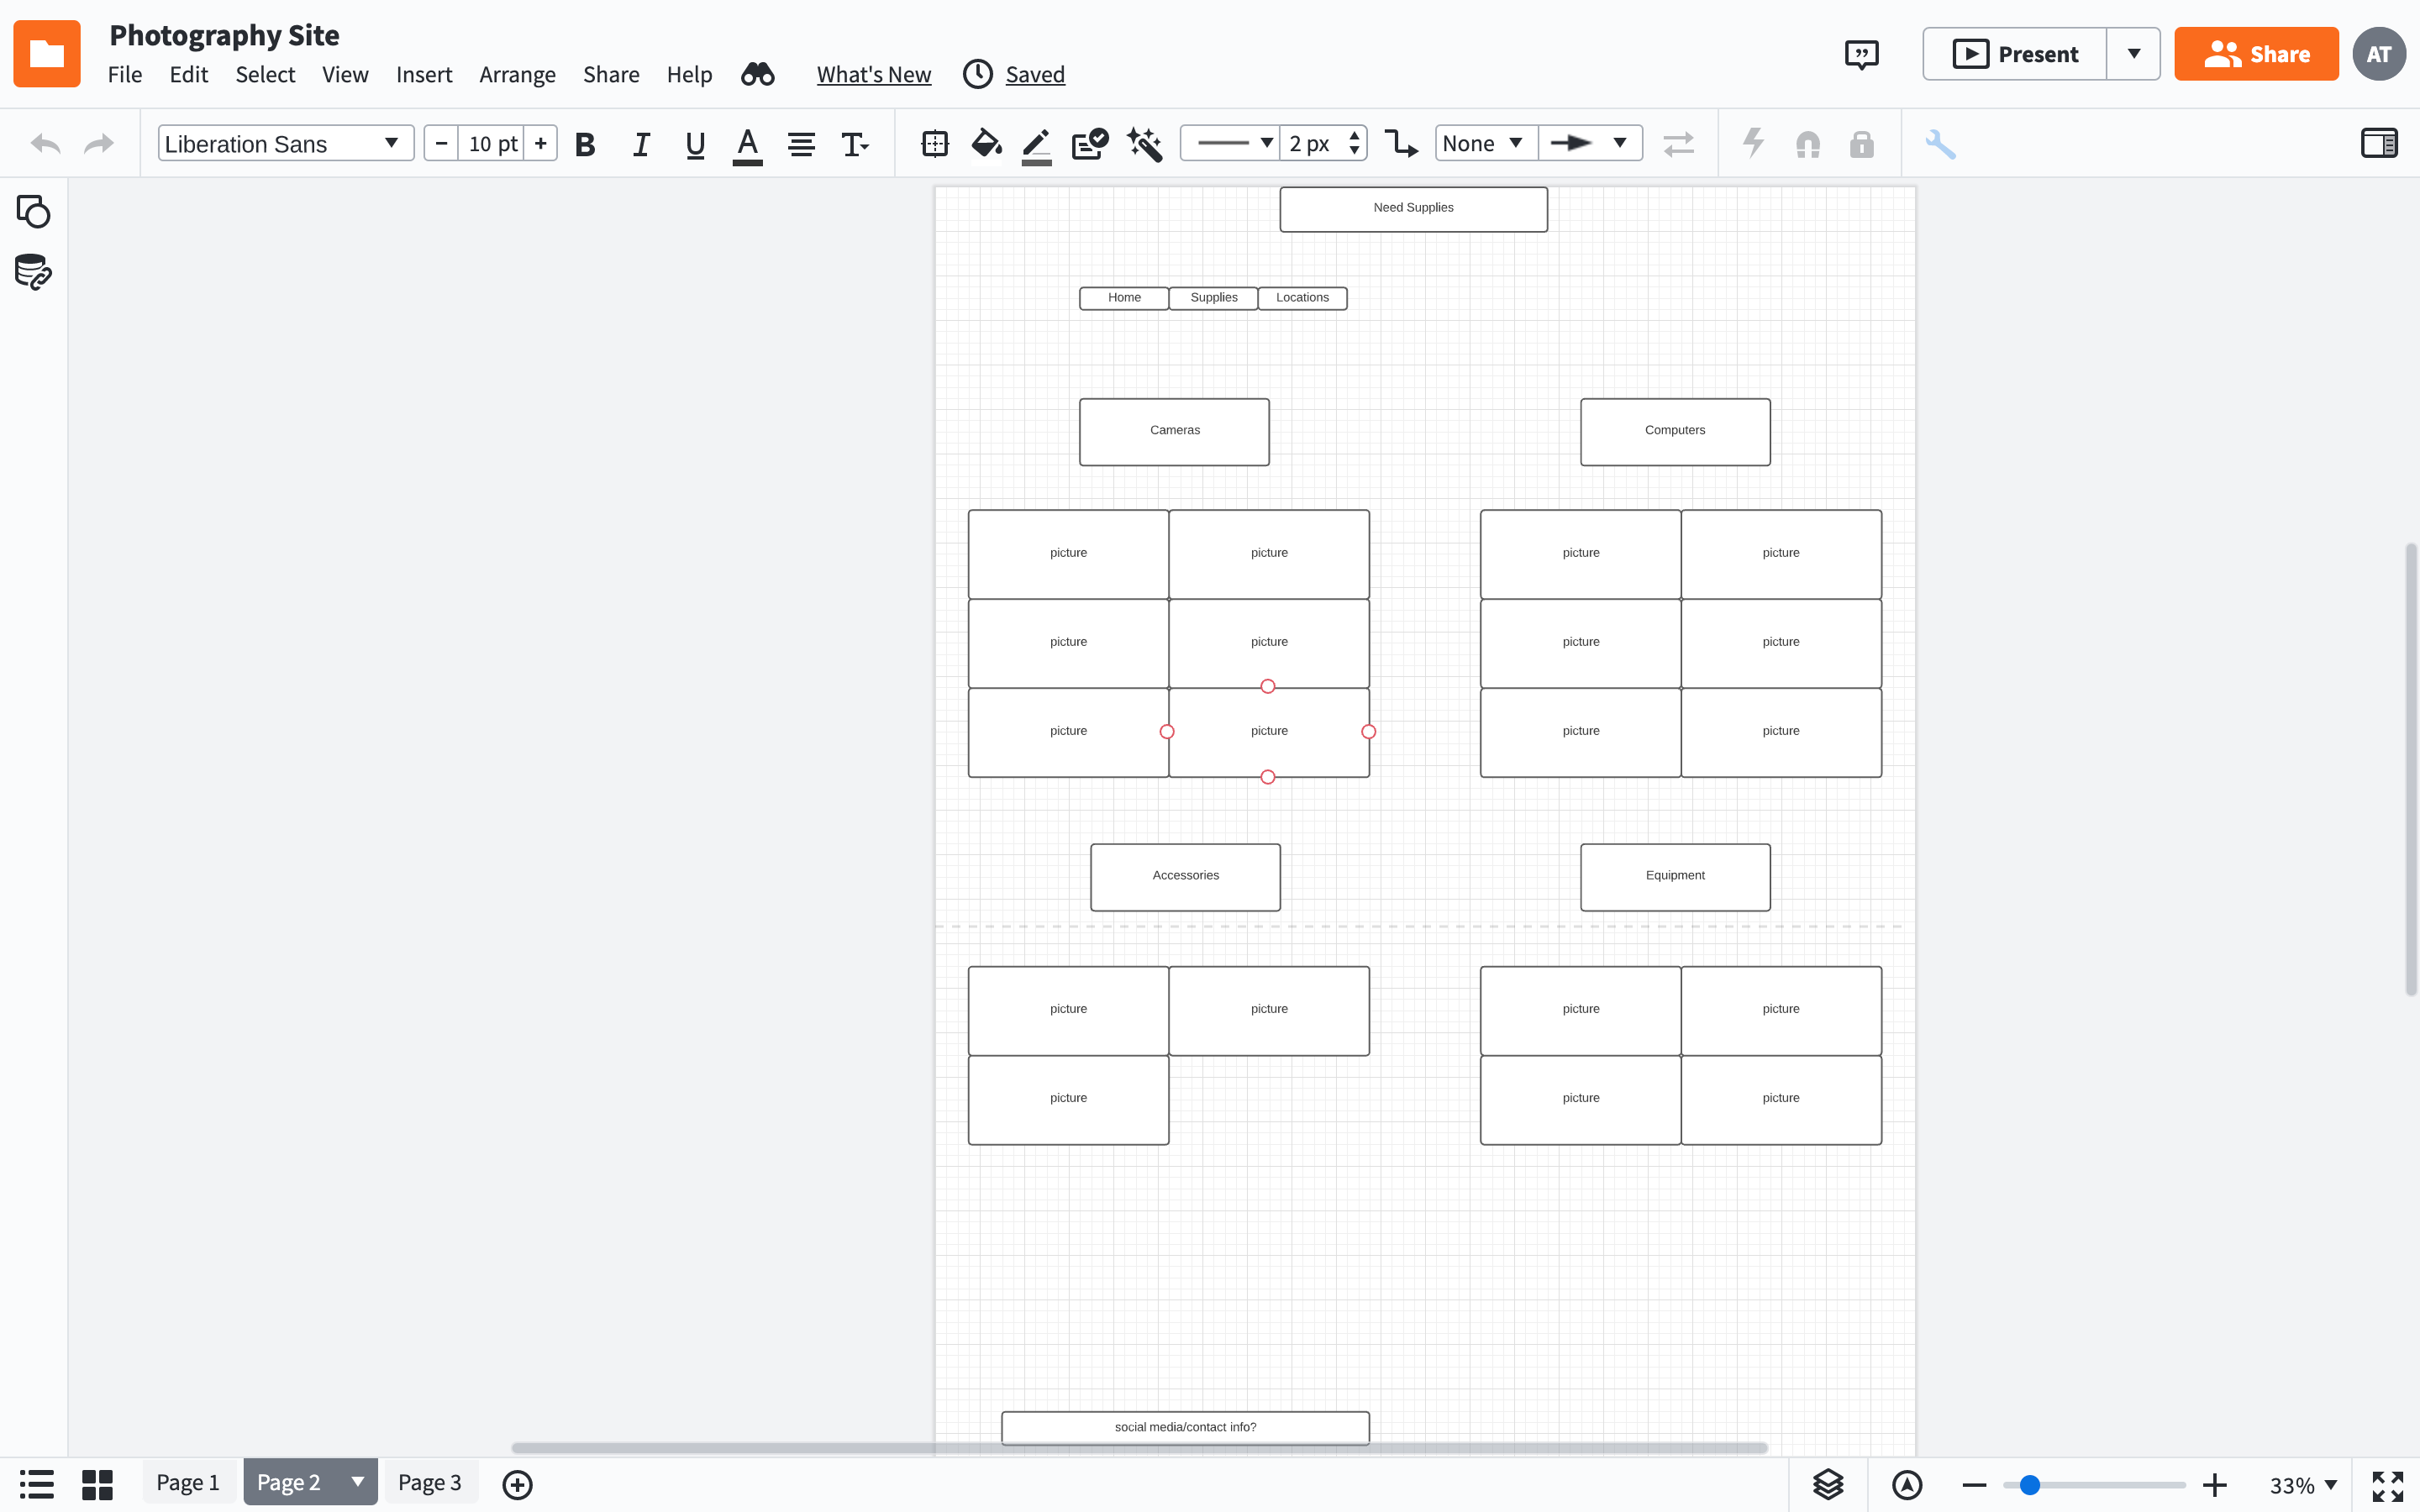 Photography Site
File Edit Select View Insert Arrange Share Help What's New Saved
Present
Share
AT
Liberation Sans
10 pt
B I U A
2 px
None
Need Supplies
Home Supplies Locations
Cameras Computers
picture picture picture picture
picture picture picture picture
picture picture picture picture
Accessories Equipment
picture picture picture picture
picture picture picture
social media/contact info?
Page 1 Page 2 Page 3
33%